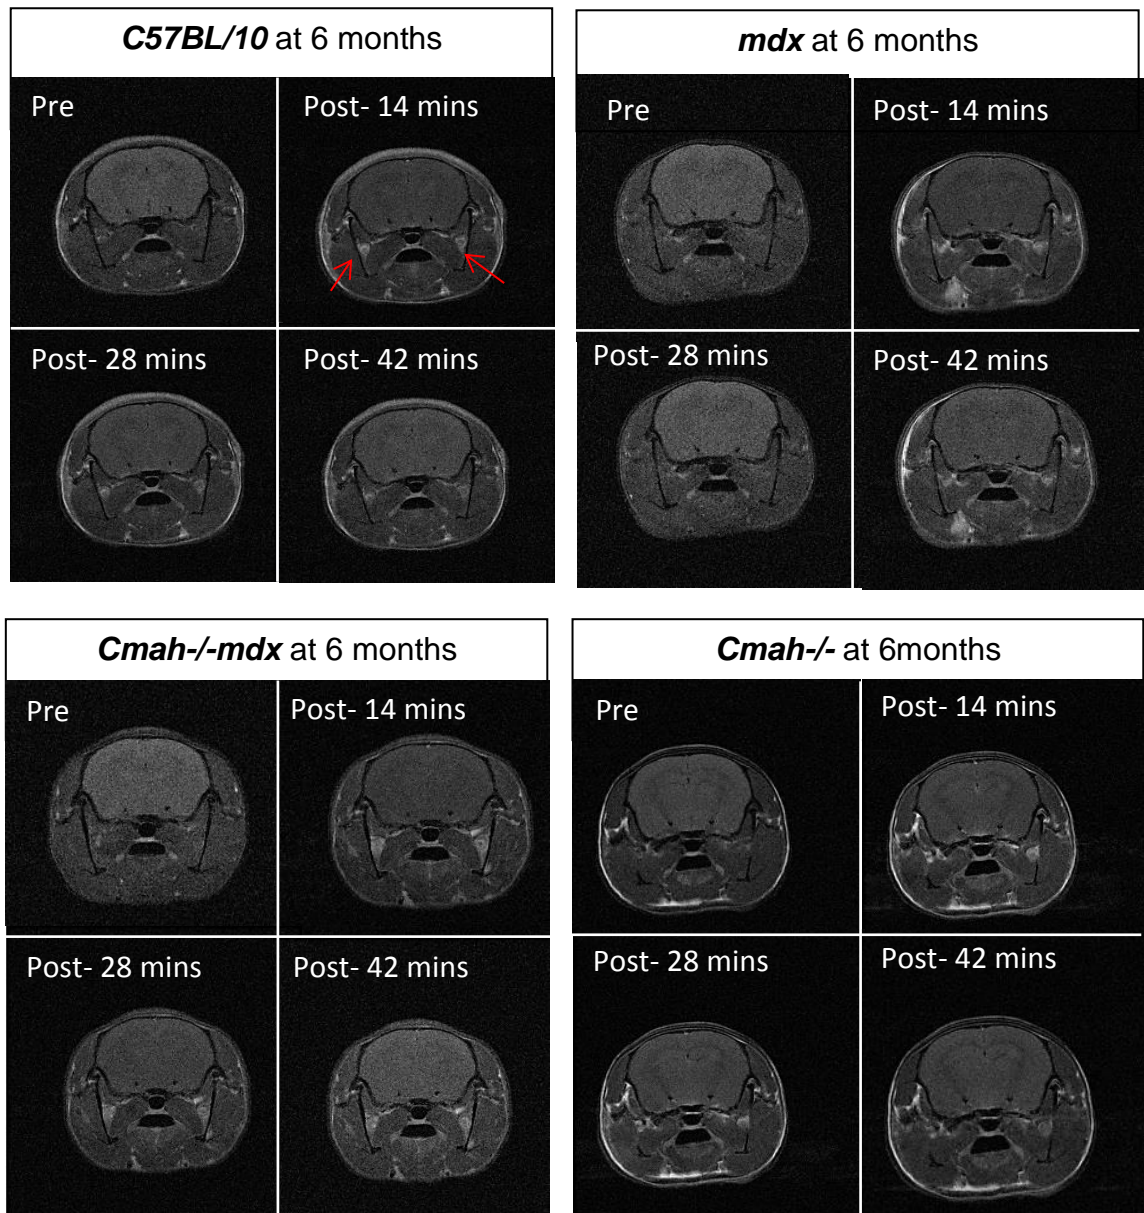 C57BL/10 at 6 months
Pre
Post- 14 mins
Post- 28 mins
Post- 42 mins
mdx at 6 months
Pre
Post- 14 mins
Post- 28 mins
Post- 42 mins
Cmah-/-mdx at 6 months
Pre
Post- 14 mins
Post- 28 mins
Post- 42 mins
Cmah-/- at 6months
Pre
Post- 14 mins
Post- 28 mins
Post- 42 mins